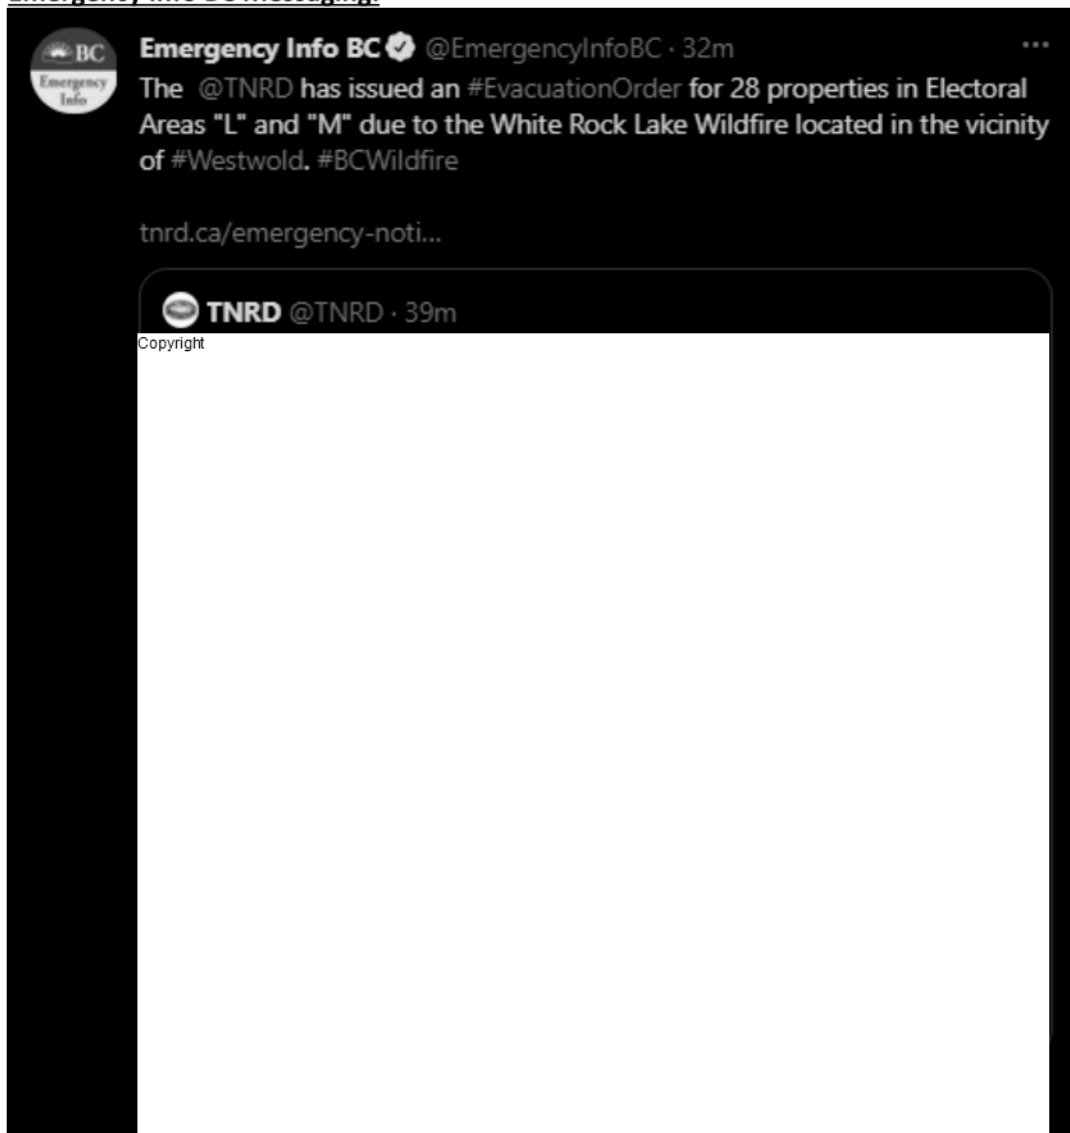 Emergency Info BC Messaging:
BC
Emergency
Info
Emergency Info BC @EmergencyInfoBC · 32m
The @TNRD has issued an #EvacuationOrder for 28 properties in Electoral
Areas "L" and "M" due to the White Rock Lake Wildfire located in the vicinity
of #Westwold. #BCWildfire
tnrd.ca/emergency-noti...
TNRD @TNRD · 39m
Copyright